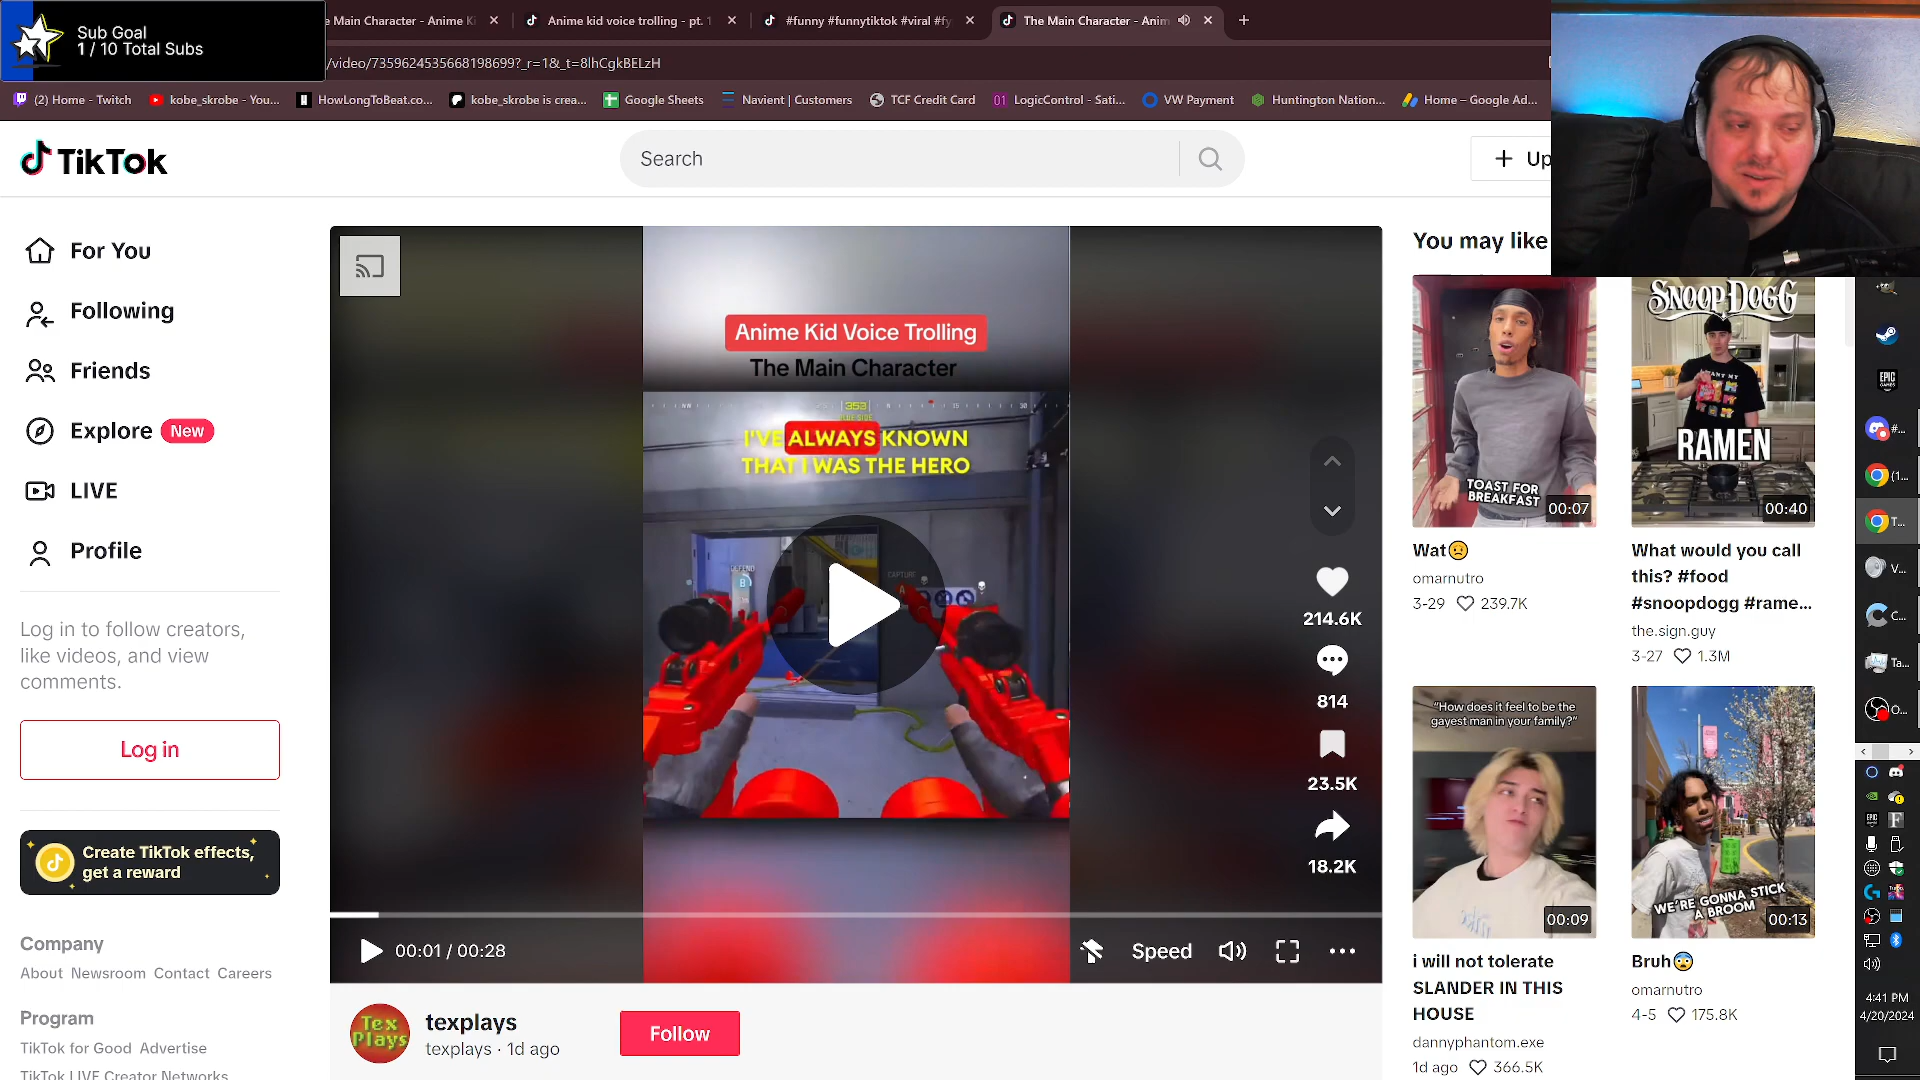 Sub Goal
1 / 10 Total Subs
e Main Character - Anime Ki
Anime kid voice trolling - pt. 1
#funny #funnytiktok #viral #fy
The Main Character - Anim
/video/7359624535668198699?_r=1&_t=8lhCgkBELzH
(2) Home - Twitch
kobe_skrobe - You...
HowLongToBeat.co...
kobe_skrobe is crea...
Google Sheets
Navient | Customers
TCF Credit Card
LogicControl - Sati...
VW Payment
Huntington Nation...
Home – Google Ad...
TikTok
Search
Up
For You
Following
Friends
Explore New
LIVE
Profile
Log in to follow creators,
like videos, and view
comments.
Log in
Create TikTok effects,
get a reward
Company
About Newsroom Contact Careers
Program
TikTok for Good Advertise
TikTok LIVE Creator Networks
Anime Kid Voice Trolling
The Main Character
353
I'VE ALWAYS KNOWN
THAT I WAS THE HERO
DEFEND
B
CAPTURE
A
214.6K
814
23.5K
18.2K
00:01 / 00:28
Speed
Tex
Plays
texplays
texplays · 1d ago
Follow
You may like
TOAST FOR
BREAKFAST
00:07
Wat😟
omarnutro
3-29 239.7K
SNOOP DOGG
RAMEN
00:40
What would you call
this? #food
#snoopdogg #rame...
the.sign.guy
3-27 1.3M
"How does it feel to be the
gayest man in your family?"
00:09
i will not tolerate
SLANDER IN THIS
HOUSE
dannyphantom.exe
1d ago 366.5K
WE'RE GONNA STICK
A BROOM
00:13
Bruh😨
omarnutro
4-5 175.8K
EPIC
GAMES
#...
(1...
T...
V...
C...
Ta...
O...
4:41 PM
4/20/2024